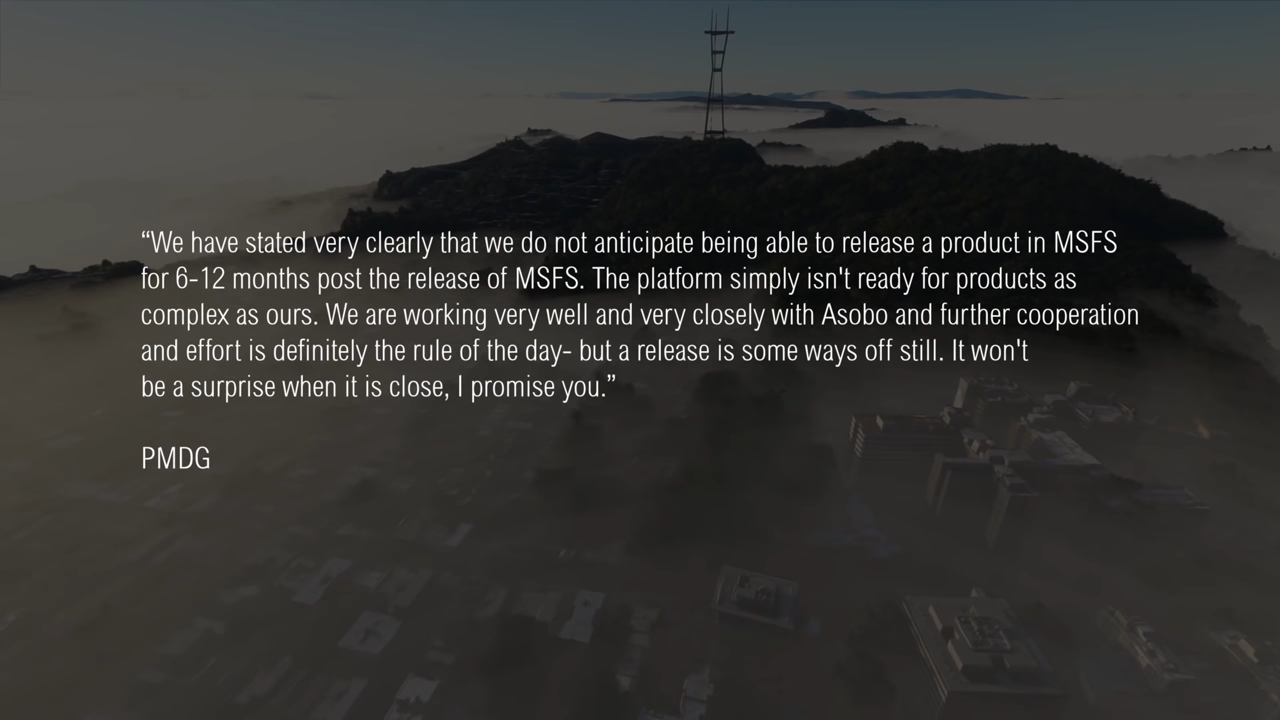 “We have stated very clearly that we do not anticipate being able to release a product in MSFS
for 6-12 months post the release of MSFS. The platform simply isn't ready for products as
complex as ours. We are working very well and very closely with Asobo and further cooperation
and effort is definitely the rule of the day- but a release is some ways off still. It won't
be a surprise when it is close, I promise you.”
PMDG